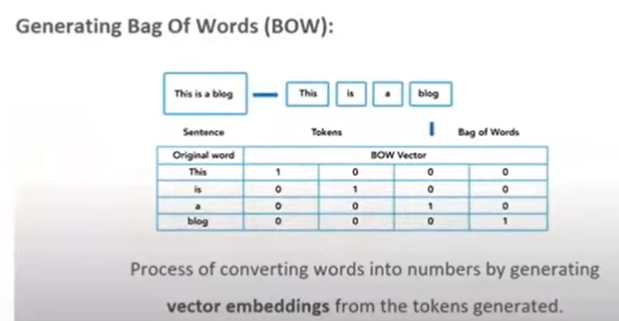 Generating Bag Of Words (BOW):
This is a blog This is a blog
Sentence Tokens Bag of Words
Original word BOW Vector
This 1 0 0 0
is 0 1 0 0
a 0 0 1 0
blog 0 0 0 1
Process of converting words into numbers by generating
vector embeddings from the tokens generated.